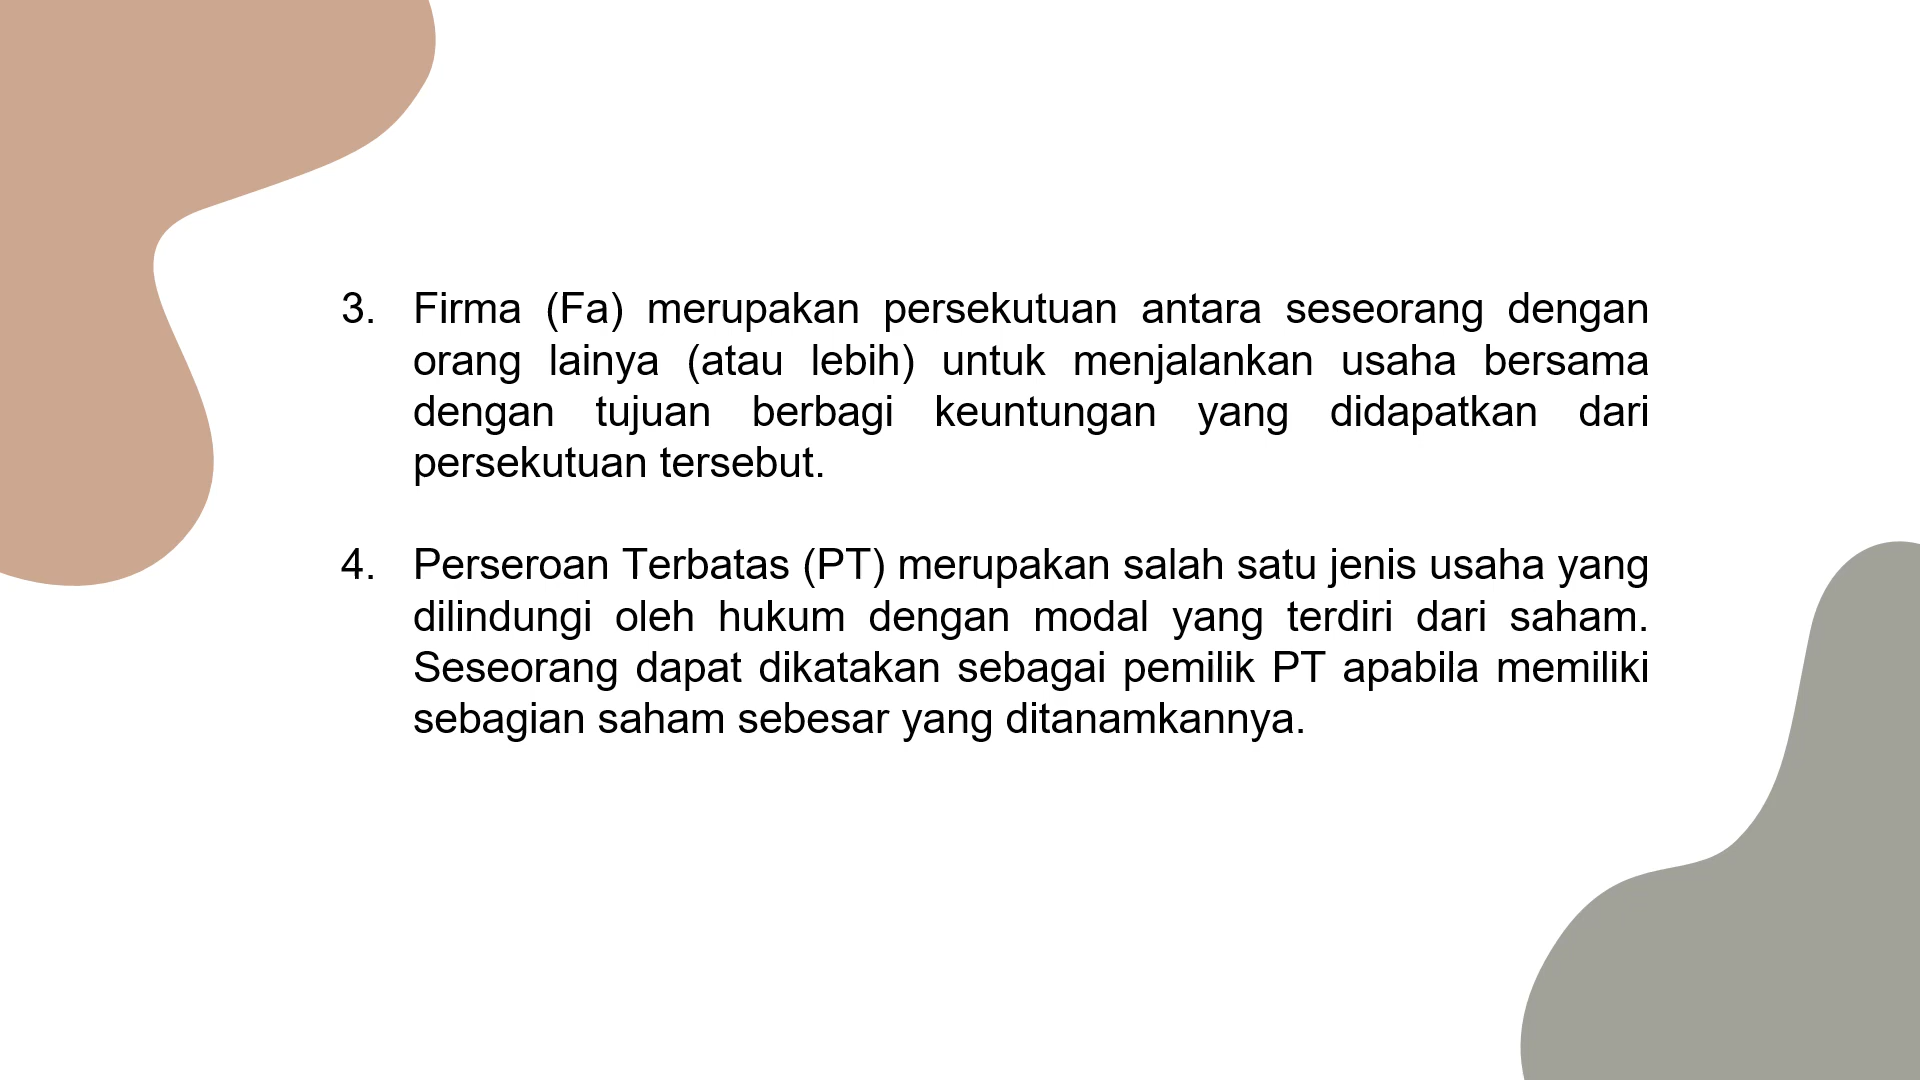 3. Firma (Fa) merupakan persekutuan antara seseorang dengan
orang lainya (atau lebih) untuk menjalankan usaha bersama
dengan tujuan berbagi keuntungan yang didapatkan dari
persekutuan tersebut.
4. Perseroan Terbatas (PT) merupakan salah satu jenis usaha yang
dilindungi oleh hukum dengan modal yang terdiri dari saham.
Seseorang dapat dikatakan sebagai pemilik PT apabila memiliki
sebagian saham sebesar yang ditanamkannya.